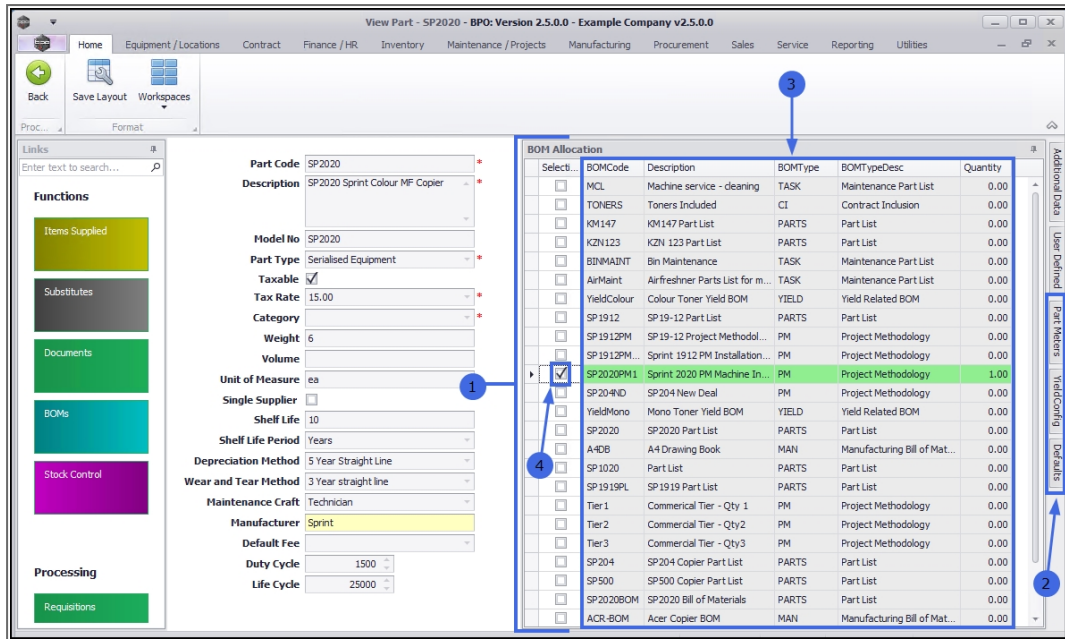 bpo
View Part - SP2020 - BPO: Version 2.5.0.0 - Example Company v2.5.0.0
bpo
Home Equipment / Locations Contract Finance / HR Inventory Maintenance / Projects Manufacturing Procurement Sales Service Reporting Utilities
Back Save Layout Workspaces
Proc... Format
3
Links
Enter text to search...
Functions
Items Supplied
Substitutes
Documents
BOMs
Stock Control
Processing
Requisitions
Part Code SP2020 *
Description SP2020 Sprint Colour MF Copier *
Model No SP2020
Part Type Serialised Equipment *
Taxable
Tax Rate 15.00 *
Category *
Weight 6
Volume
Unit of Measure ea
Single Supplier
Shelf Life 10
Shelf Life Period Years
Depreciation Method 5 Year Straight Line
Wear and Tear Method 3 Year straight line
Maintenance Craft Technician
Manufacturer Sprint
Default Fee
Duty Cycle 1500
Life Cycle 25000
1
4
BOM Allocation
Selecti... BOMCode Description BOMType BOMTypeDesc Quantity
MCL Machine service - cleaning TASK Maintenance Part List 0.00
TONERS Toners Included CI Contract Inclusion 0.00
KM147 KM147 Part List PARTS Part List 0.00
KZN123 KZN 123 Part List PARTS Part List 0.00
BINMAINT Bin Maintenance TASK Maintenance Part List 0.00
AirMaint Airfreshner Parts List for m... TASK Maintenance Part List 0.00
YieldColour Colour Toner Yield BOM YIELD Yield Related BOM 0.00
SP1912 SP19-12 Part List PARTS Part List 0.00
SP1912PM SP19-12 Project Methodol... PM Project Methodology 0.00
SP1912PM... Sprint 1912 PM Installation... PM Project Methodology 0.00
SP2020PM1 Sprint 2020 PM Machine In... PM Project Methodology 1.00
SP204ND SP204 New Deal PM Project Methodology 0.00
YieldMono Mono Toner Yield BOM YIELD Yield Related BOM 0.00
SP2020 SP2020 Part List PARTS Part List 0.00
A4DB A4 Drawing Book MAN Manufacturing Bill of Mat... 0.00
SP1020 Part List PARTS Part List 0.00
SP1919PL SP1919 Part List PARTS Part List 0.00
Tier1 Commerical Tier - Qty 1 PM Project Methodology 0.00
Tier2 Commercial Tier - Qty2 PM Project Methodology 0.00
Tier3 Commercial Tier - Qty3 PM Project Methodology 0.00
SP204 SP204 Copier Part List PARTS Part List 0.00
SP500 SP500 Copier Part List PARTS Part List 0.00
SP2020BOM SP2020 Bill of Materials PARTS Part List 0.00
ACR-BOM Acer Copier BOM MAN Manufacturing Bill of Mat... 0.00
Additional Data
User Defined
Part Meters
YieldConfig
Defaults
2